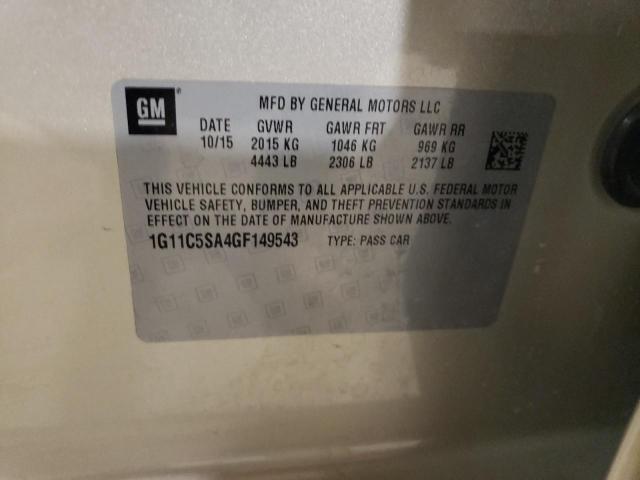 GM
MFD BY GENERAL MOTORS LLC
DATE GVWR GAWR FRT GAWR RR
10/15 2015 KG 1046 KG 969 KG
4443 LB 2306 LB 2137 LB
THIS VEHICLE CONFORMS TO ALL APPLICABLE U.S. FEDERAL MOTOR
VEHICLE SAFETY, BUMPER, AND THEFT PREVENTION STANDARDS IN
EFFECT ON THE DATE OF MANUFACTURE SHOWN ABOVE.
1G11C5SA4GF149543 TYPE: PASS CAR